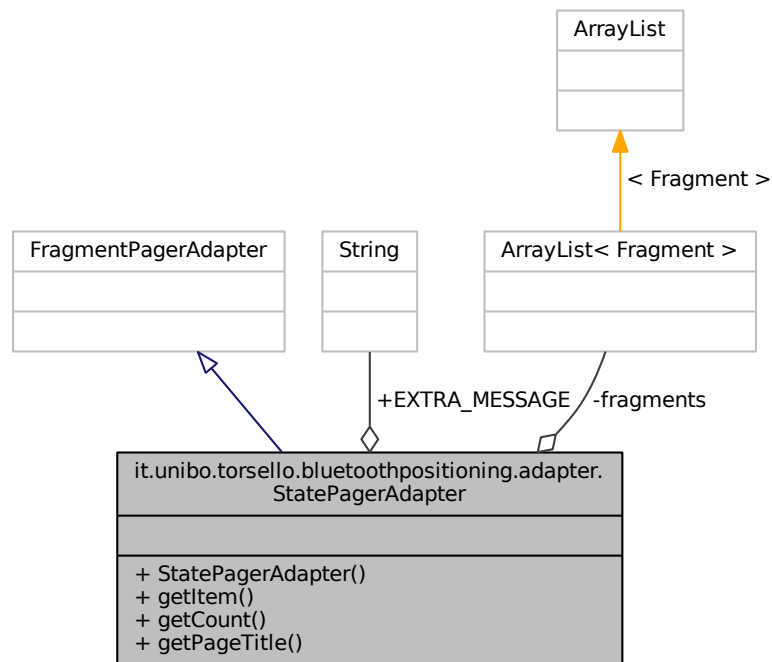 ArrayList
< Fragment >
FragmentPagerAdapter
String
ArrayList< Fragment >
+EXTRA_MESSAGE
-fragments
it.unibo.torsello.bluetoothpositioning.adapter.
StatePagerAdapter
+ StatePagerAdapter()
+ getItem()
+ getCount()
+ getPageTitle()